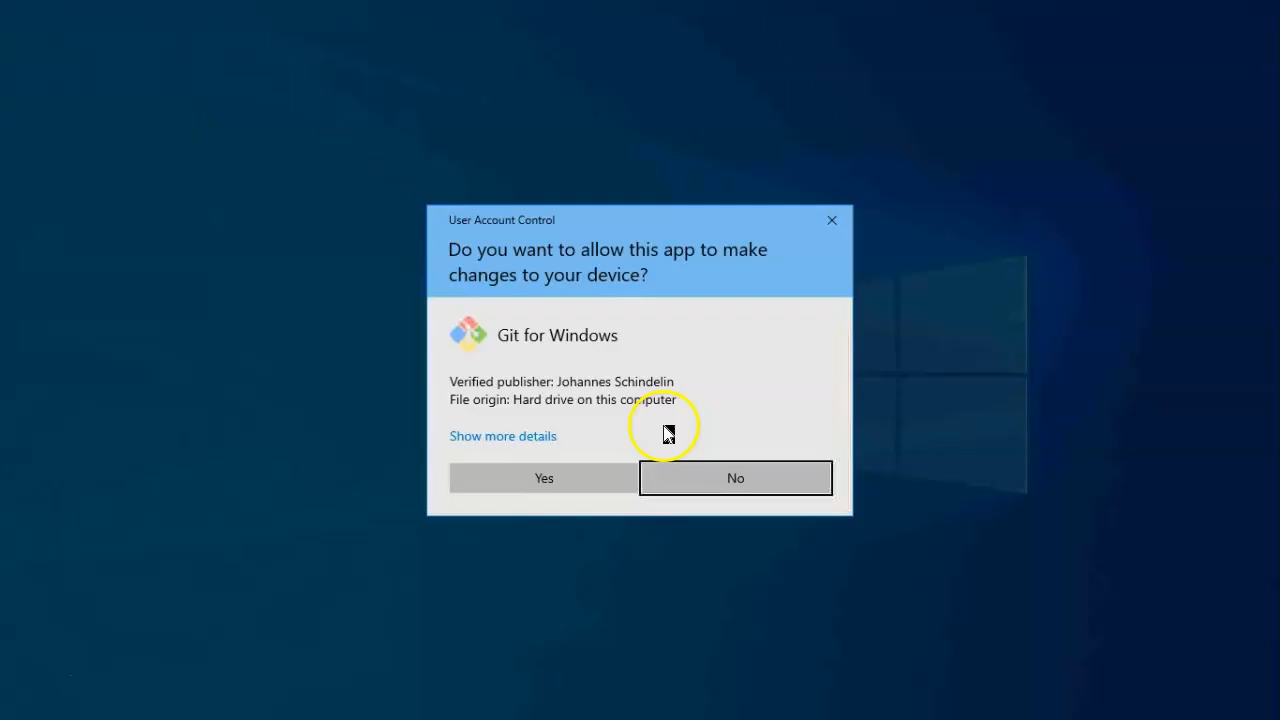 User Account Control
Do you want to allow this app to make
changes to your device?
Git for Windows
Verified publisher: Johannes Schindelin
File origin: Hard drive on this computer
Show more details
Yes
No